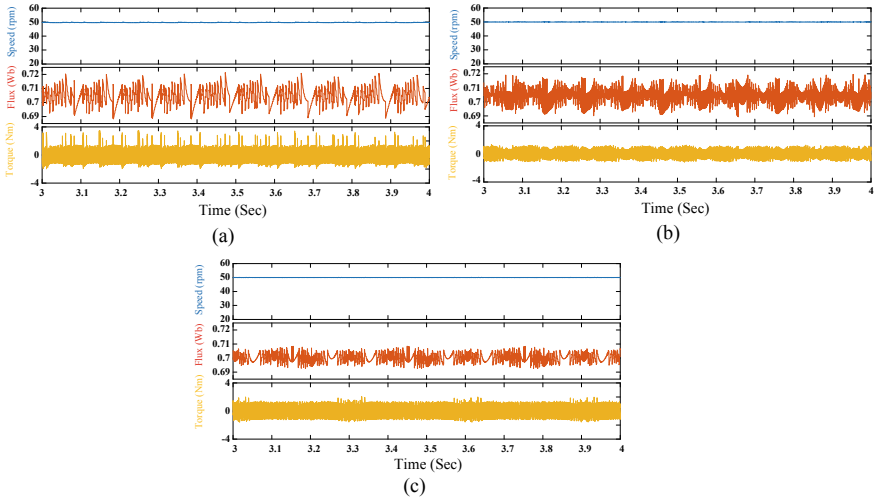 Speed (rpm)
60
50
40
30
20
Flux (Wb)
0.72
0.71
0.7
0.69
Torque (Nm)
4
0
-4
3 3.1 3.2 3.3 3.4 3.5 3.6 3.7 3.8 3.9 4
Time (Sec)
(a)
Speed (rpm)
60
50
40
30
20
Flux (Wb)
0.72
0.71
0.7
0.69
Torque (Nm)
4
0
-4
3 3.1 3.2 3.3 3.4 3.5 3.6 3.7 3.8 3.9 4
Time (Sec)
(b)
Speed (rpm)
60
50
40
30
20
Flux (Wb)
0.72
0.71
0.7
0.69
Torque (Nm)
4
0
-4
3 3.1 3.2 3.3 3.4 3.5 3.6 3.7 3.8 3.9 4
Time (Sec)
(c)